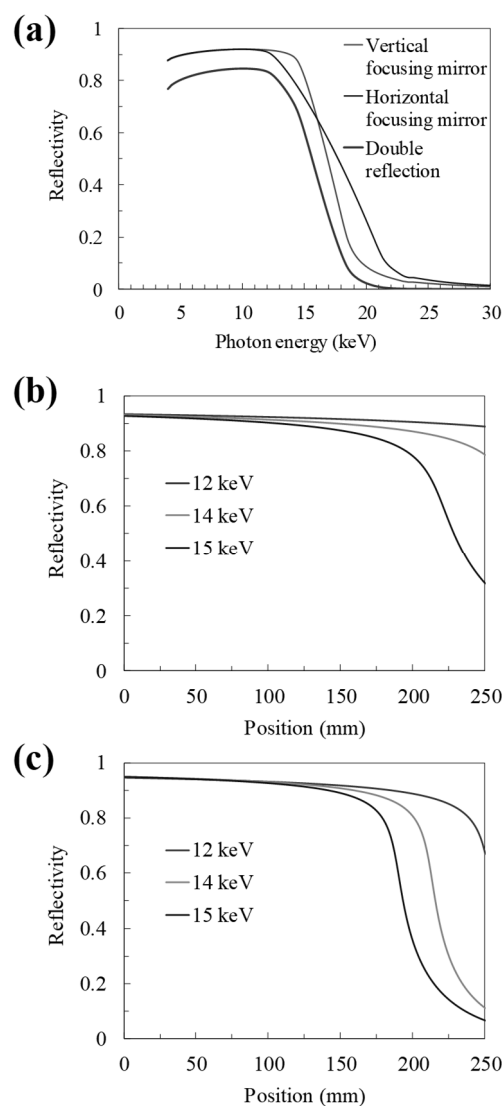 (a)
1
0.8
0.6
0.4
0.2
0
Reflectivity
Vertical
focusing mirror
Horizontal
focusing mirror
Double
reflection
0 5 10 15 20 25 30
Photon energy (keV)
(b)
1
0.8
0.6
0.4
0.2
0
Reflectivity
12 keV
14 keV
15 keV
0 50 100 150 200 250
Position (mm)
(c)
1
0.8
0.6
0.4
0.2
0
Reflectivity
12 keV
14 keV
15 keV
0 50 100 150 200 250
Position (mm)